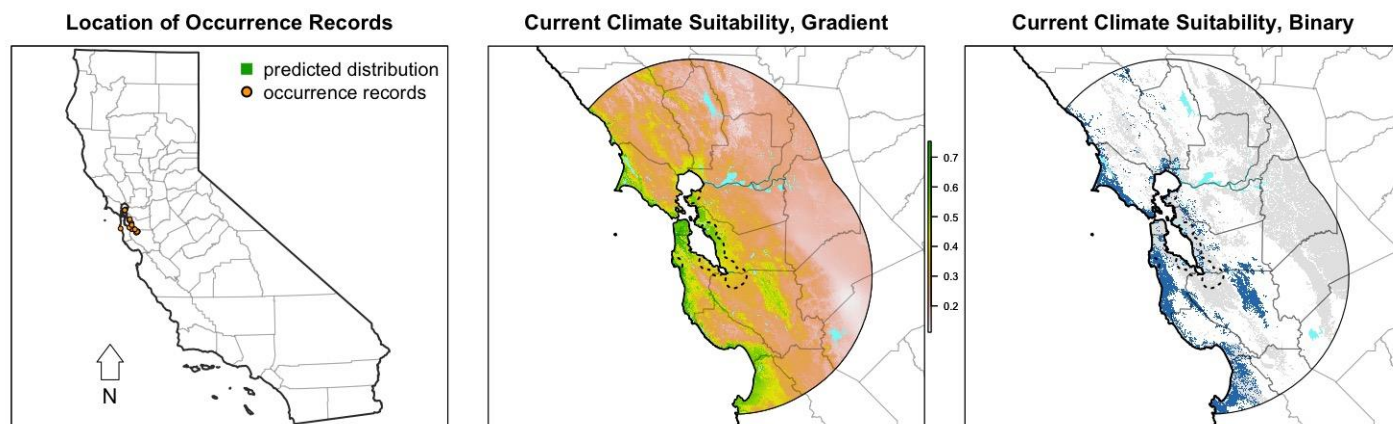 Location of Occurrence Records
predicted distribution
occurrence records
N
Current Climate Suitability, Gradient
0.7
0.6
0.5
0.4
0.3
0.2
Current Climate Suitability, Binary